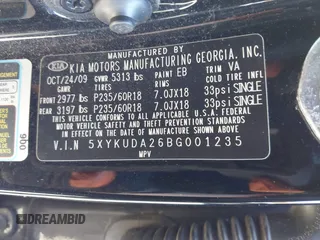 MANUFACTURED BY
KIA KIA MOTORS MANUFACTURING GEORGIA, INC.
OCT/24/09 GVWR 5313 lbs PAINT EB TRIM VA
GAWR TIRES RIMS COLD TIRE INFL
FRONT 2977 lbs P235/60R18 7.0JX18 33psi SINGLE
REAR 3197 lbs P235/60R18 7.0JX18 33psi SINGLE
THIS VEHICLE CONFORMS TO ALL APPLICABLE
FEDERAL MOTOR VEHICLE SAFETY AND THEFT
PREVENTION STANDARDS IN EFFECT ON THE DATE
OF MANUFACTURE SHOWN ABOVE.
V.I.N 5XYKUDA26BG001235
MPV
900
DREAMBID